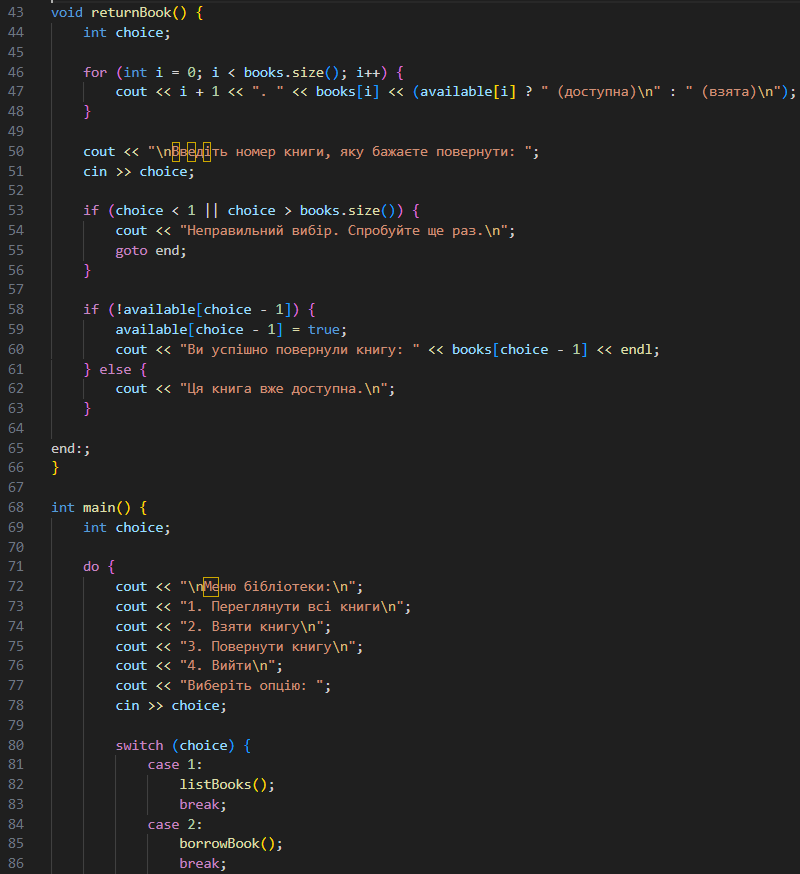 43 void returnBook() {
44     int choice;
45
46     for (int i = 0; i < books.size(); i++) {
47         cout << i + 1 << ". " << books[i] << (available[i] ? " (доступна)\n" : " (взята)\n");
48     }
49
50     cout << "\nВведіть номер книги, яку бажаєте повернути: ";
51     cin >> choice;
52
53     if (choice < 1 || choice > books.size()) {
54         cout << "Неправильний вибір. Спробуйте ще раз.\n";
55         goto end;
56     }
57
58     if (!available[choice - 1]) {
59         available[choice - 1] = true;
60         cout << "Ви успішно повернули книгу: " << books[choice - 1] << endl;
61     } else {
62         cout << "Ця книга вже доступна.\n";
63     }
64
65 end:;
66 }
67
68 int main() {
69     int choice;
70
71     do {
72         cout << "\nМеню бібліотеки:\n";
73         cout << "1. Переглянути всі книги\n";
74         cout << "2. Взяти книгу\n";
75         cout << "3. Повернути книгу\n";
76         cout << "4. Вийти\n";
77         cout << "Виберіть опцію: ";
78         cin >> choice;
79
80         switch (choice) {
81             case 1:
82                 listBooks();
83                 break;
84             case 2:
85                 borrowBook();
86                 break;